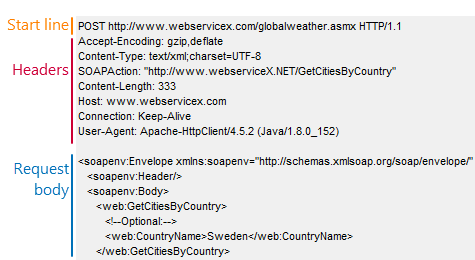 Start line
POST http://www.webservicex.com/globalweather.asmx HTTP/1.1
Headers
Accept-Encoding: gzip,deflate
Content-Type: text/xml;charset=UTF-8
SOAPAction: "http://www.webserviceX.NET/GetCitiesByCountry"
Content-Length: 333
Host: www.webservicex.com
Connection: Keep-Alive
User-Agent: Apache-HttpClient/4.5.2 (Java/1.8.0_152)
Request
body
<soapenv:Envelope xmlns:soapenv="http://schemas.xmlsoap.org/soap/envelope/"
<soapenv:Header/>
<soapenv:Body>
<web:GetCitiesByCountry>
<!--Optional:-->
<web:CountryName>Sweden</web:CountryName>
</web:GetCitiesByCountry>